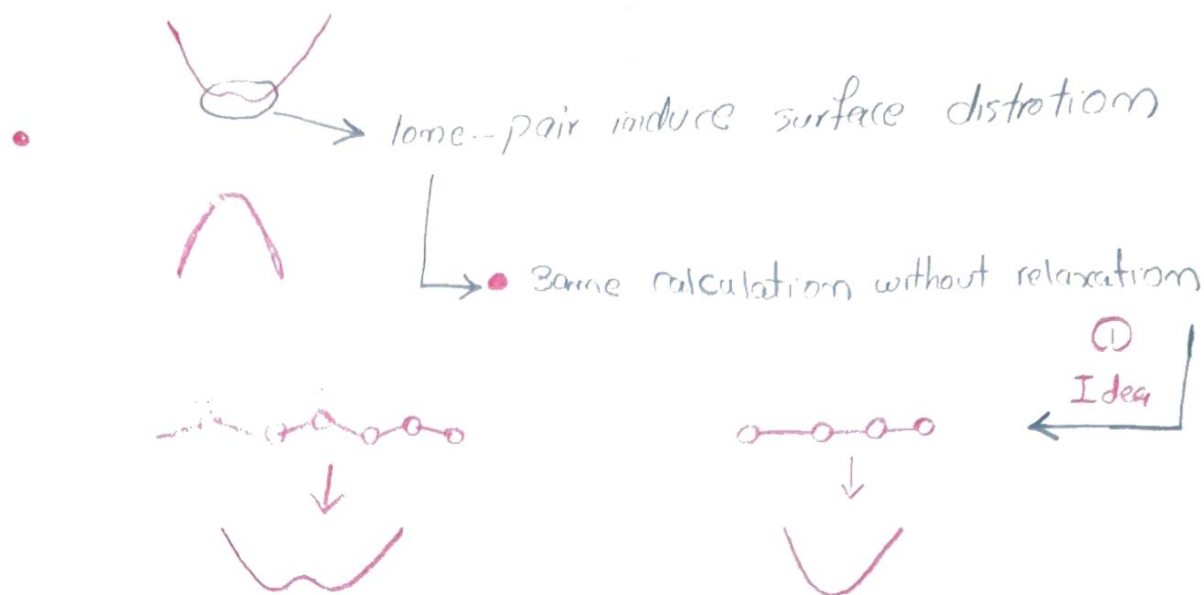 lone-pair induce surface distrotion
same calculation without relaxation
1
Idea